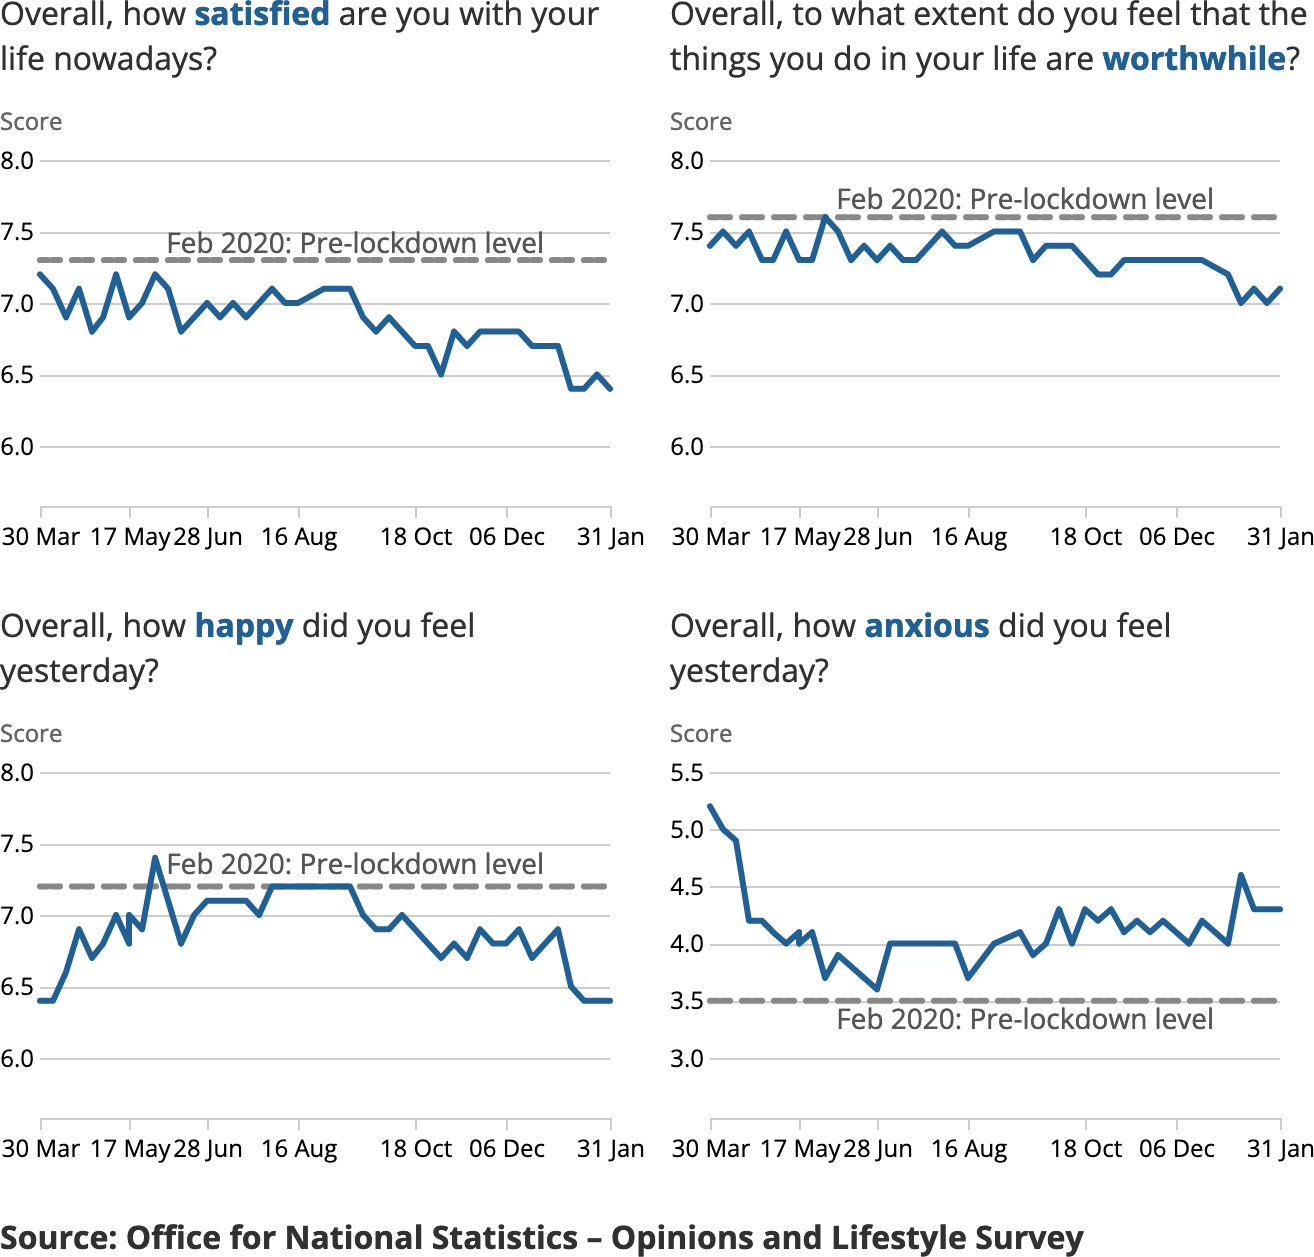 Overall, how satisfied are you with your
life nowadays?
Score
8.0
7.5
Feb 2020: Pre-lockdown level
7.0
6.5
6.0
30 Mar 17 May 28 Jun 16 Aug 18 Oct 06 Dec 31 Jan
Overall, to what extent do you feel that the
things you do in your life are worthwhile?
Score
8.0
Feb 2020: Pre-lockdown level
7.5
7.0
6.5
6.0
30 Mar 17 May 28 Jun 16 Aug 18 Oct 06 Dec 31 Jan
Overall, how happy did you feel
yesterday?
Score
8.0
7.5
Feb 2020: Pre-lockdown level
7.0
6.5
6.0
30 Mar 17 May 28 Jun 16 Aug 18 Oct 06 Dec 31 Jan
Overall, how anxious did you feel
yesterday?
Score
5.5
5.0
4.5
4.0
3.5
Feb 2020: Pre-lockdown level
3.0
30 Mar 17 May 28 Jun 16 Aug 18 Oct 06 Dec 31 Jan
Source: Office for National Statistics – Opinions and Lifestyle Survey